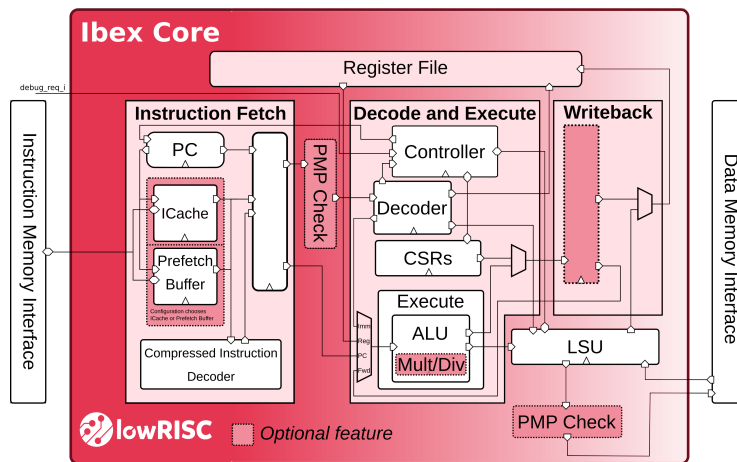 Ibex Core
Register File
debug_req_i
Instruction Memory Interface
Instruction Fetch
PC
ICache
Prefetch
Buffer
Configuration chooses
ICache or Prefetch Buffer
Compressed Instruction
Decoder
PMP Check
Decode and Execute
Controller
Decoder
CSRs
Execute
Imm
Reg
PC
Fwd
ALU
Mult/Div
Writeback
LSU
PMP Check
Data Memory Interface
lowRISC
Optional feature